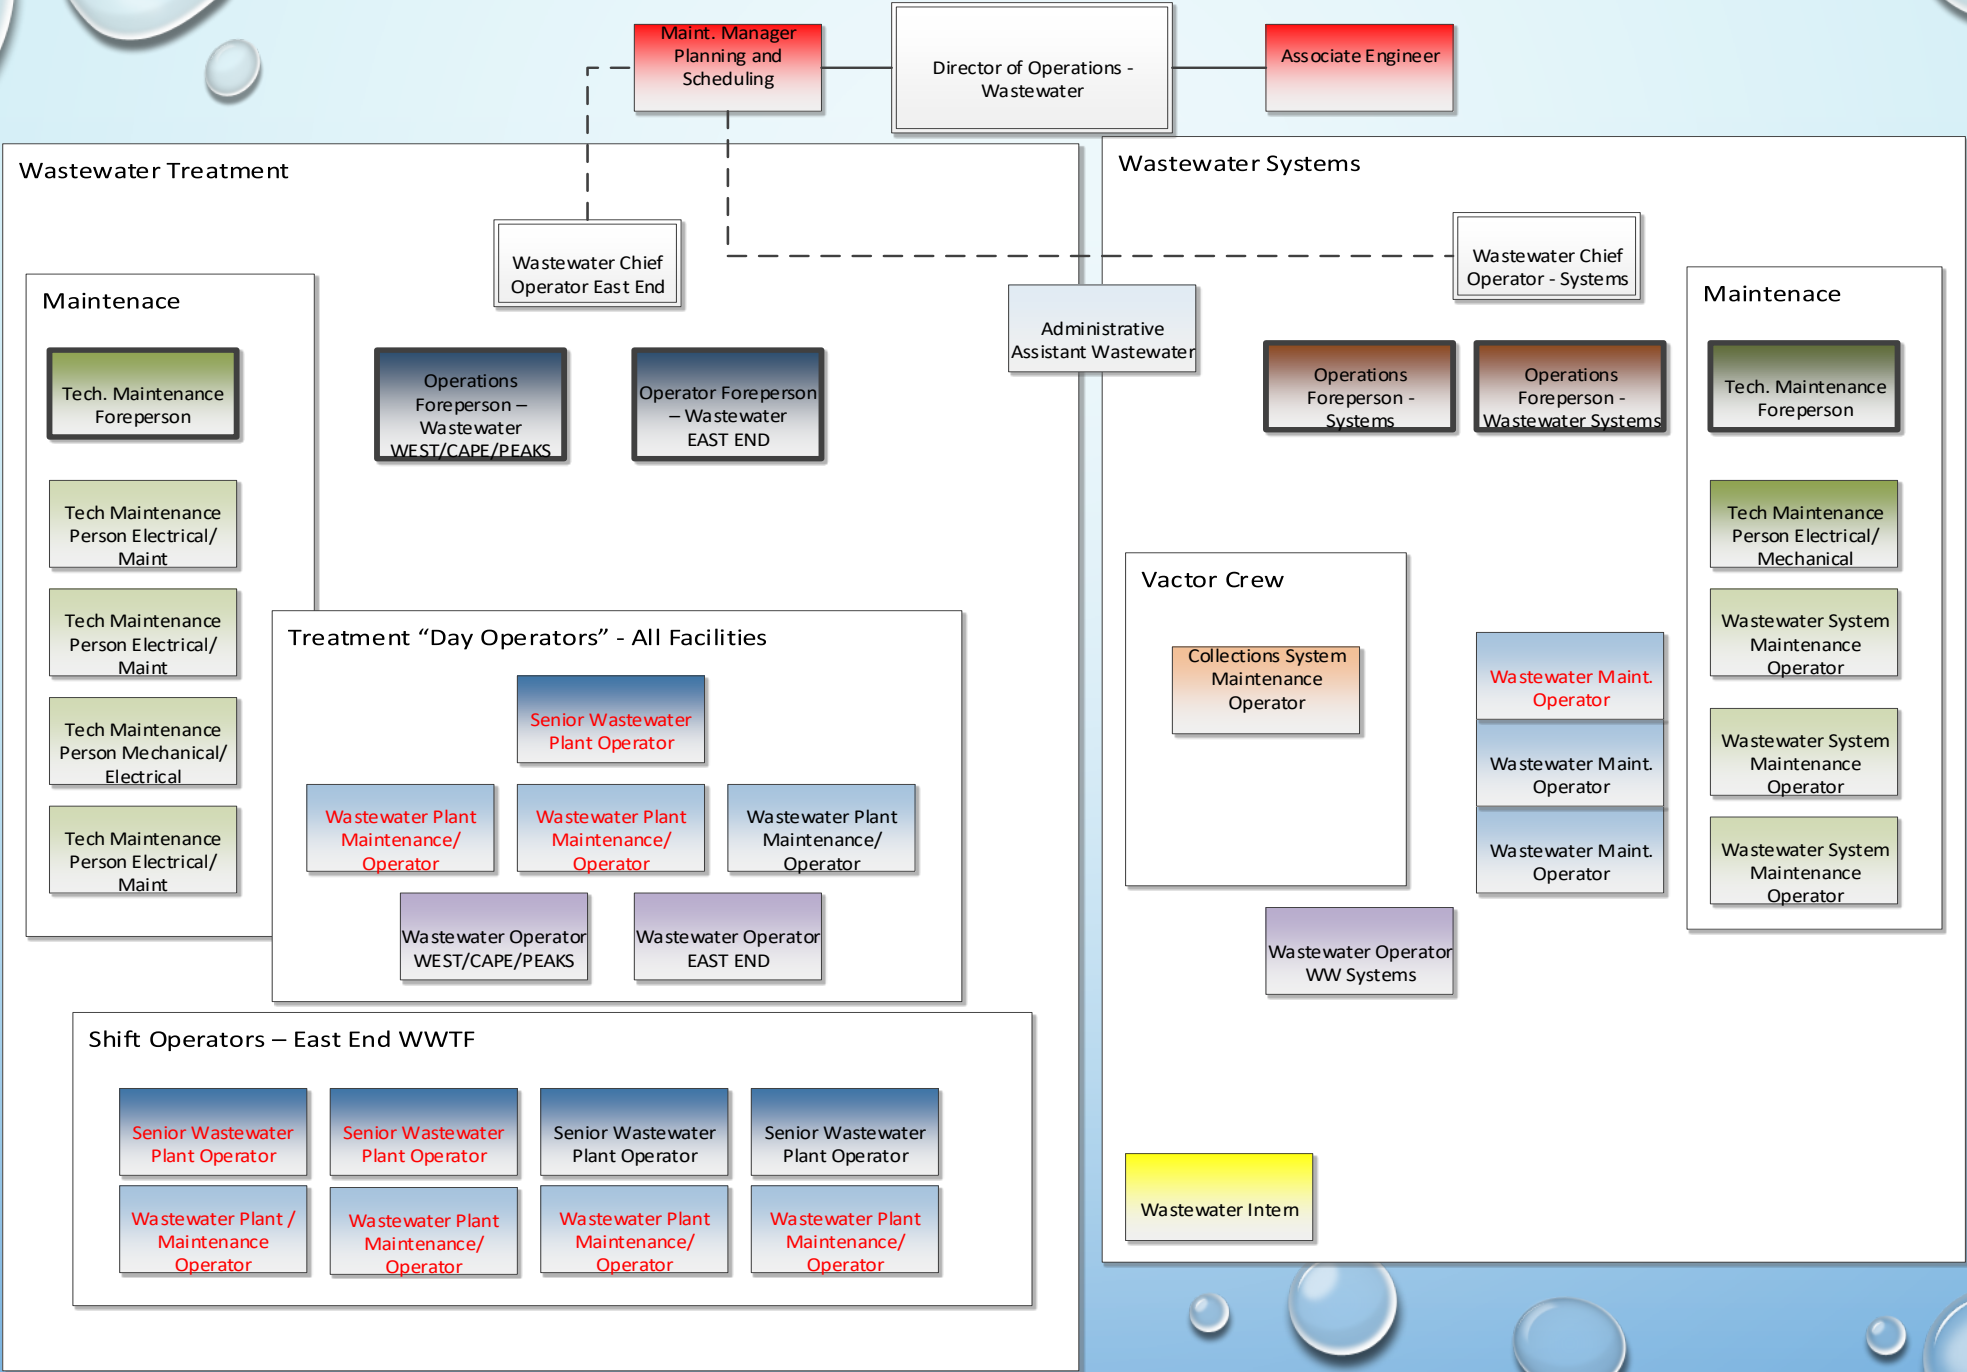 Maint. Manager
Planning and
Scheduling
Director of Operations -
Wastewater
Associate Engineer
Wastewater Treatment
Wastewater Chief
Operator East End
Maintenace
Tech. Maintenance
Foreperson
Tech Maintenance
Person Electrical/
Maint
Tech Maintenance
Person Electrical/
Maint
Tech Maintenance
Person Mechanical/
Electrical
Tech Maintenance
Person Electrical/
Maint
Operations
Foreperson –
Wastewater
WEST/CAPE/PEAKS
Operator Foreperson
– Wastewater
EAST END
Treatment “Day Operators” - All Facilities
Senior Wastewater
Plant Operator
Wastewater Plant
Maintenance/
Operator
Wastewater Plant
Maintenance/
Operator
Wastewater Plant
Maintenance/
Operator
Wastewater Operator
WEST/CAPE/PEAKS
Wastewater Operator
EAST END
Shift Operators – East End WWTF
Senior Wastewater
Plant Operator
Senior Wastewater
Plant Operator
Senior Wastewater
Plant Operator
Senior Wastewater
Plant Operator
Wastewater Plant /
Maintenance
Operator
Wastewater Plant
Maintenance/
Operator
Wastewater Plant
Maintenance/
Operator
Wastewater Plant
Maintenance/
Operator
Administrative
Assistant Wastewater
Wastewater Systems
Wastewater Chief
Operator - Systems
Operations
Foreperson -
Systems
Operations
Foreperson -
Wastewater Systems
Maintenace
Tech. Maintenance
Foreperson
Tech Maintenance
Person Electrical/
Mechanical
Wastewater System
Maintenance
Operator
Wastewater System
Maintenance
Operator
Wastewater System
Maintenance
Operator
Vactor Crew
Collections System
Maintenance
Operator
Wastewater Maint.
Operator
Wastewater Maint.
Operator
Wastewater Maint.
Operator
Wastewater Operator
WW Systems
Wastewater Intern